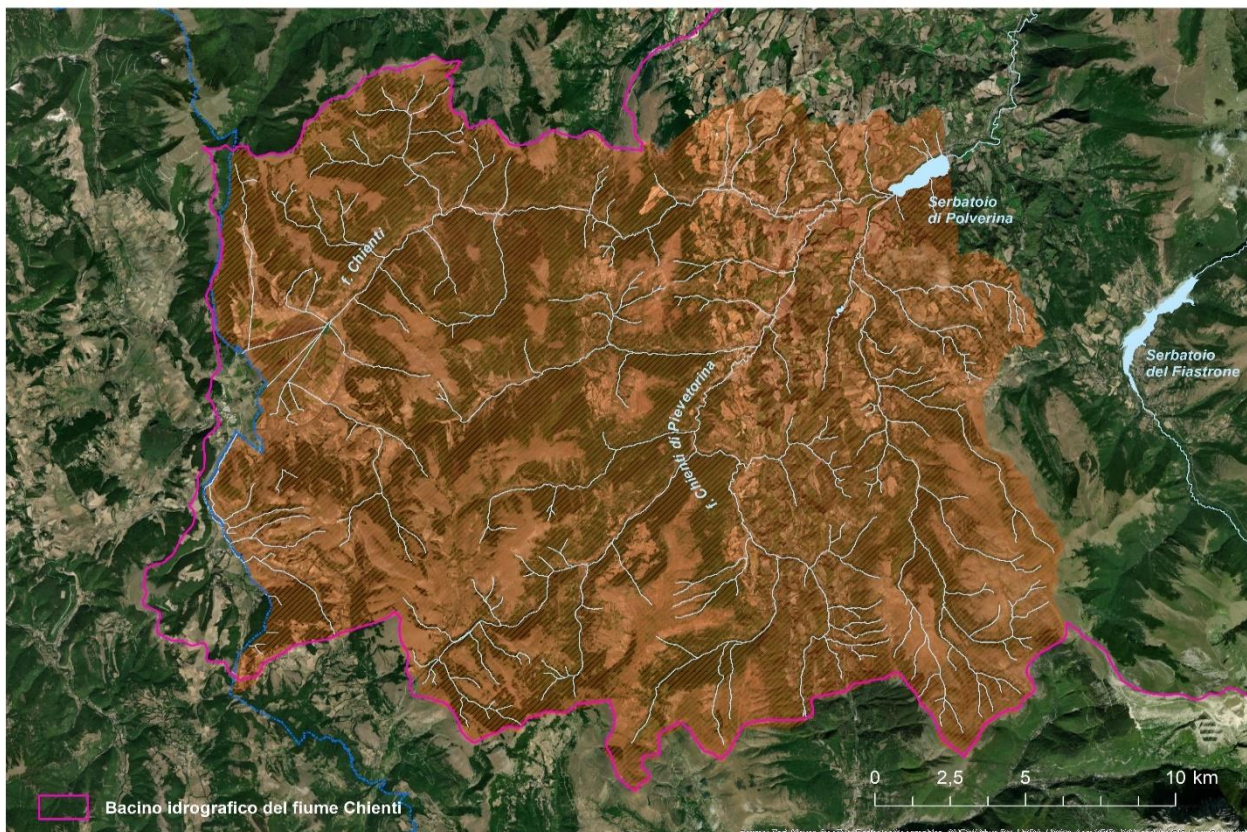 f. Chienti
Serbatoio
di Polverina
Serbatoio
del Fiastrone
f. Chienti di Pievetorina
0 2,5 5 10 km
Bacino idrografico del fiume Chienti